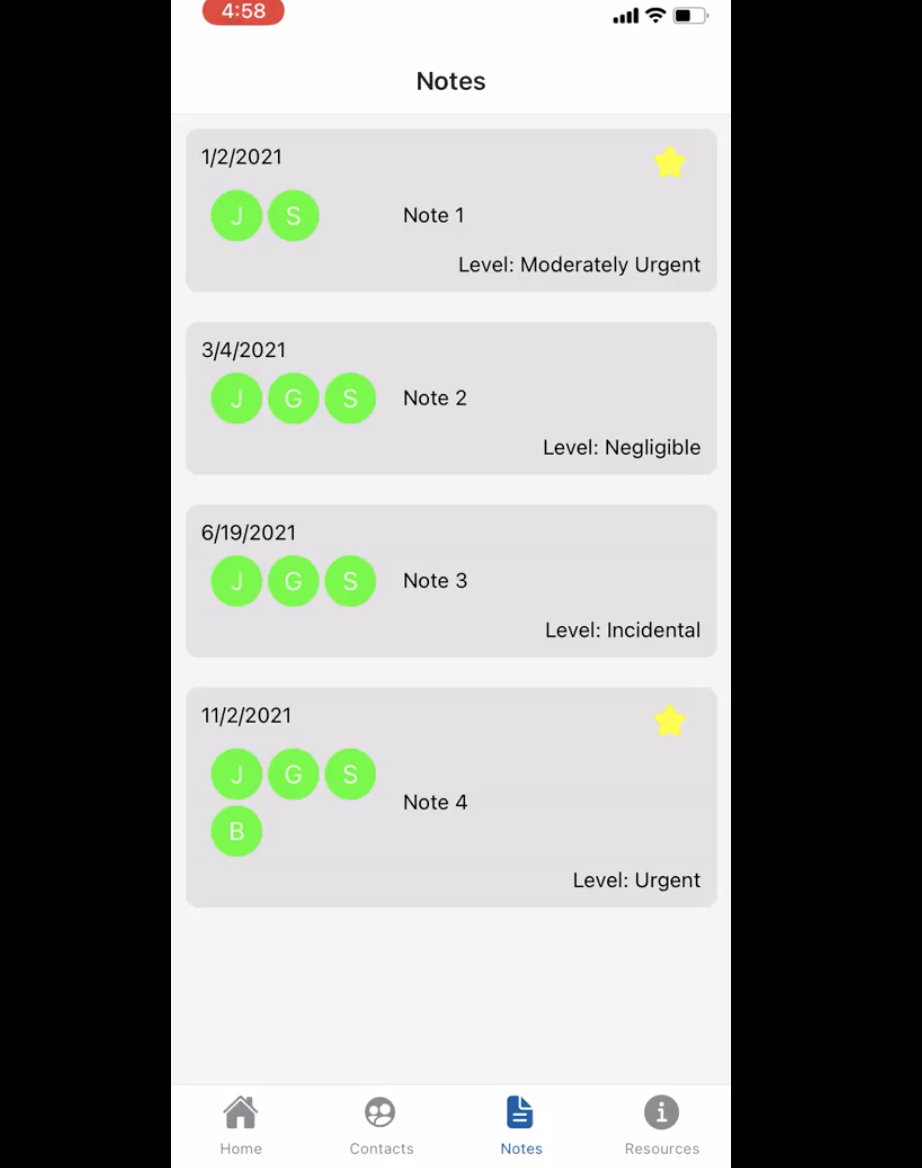 4:58
Notes
1/2/2021
J S
Note 1
Level: Moderately Urgent
3/4/2021
J G S
Note 2
Level: Negligible
6/19/2021
J G S
Note 3
Level: Incidental
11/2/2021
J G S
B
Note 4
Level: Urgent
Home Contacts Notes Resources